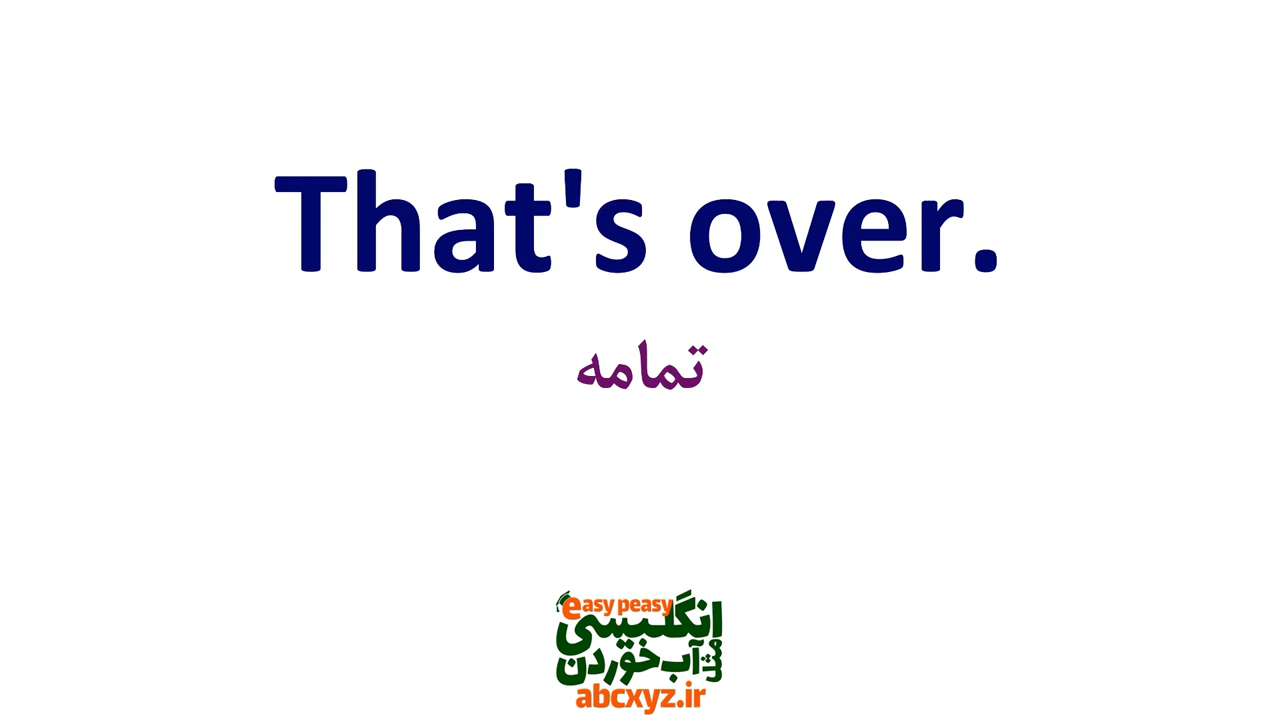 That's over.
تمامه
easy peasy
انگلیسی
مثل آب خوردن
abcxyz.ir